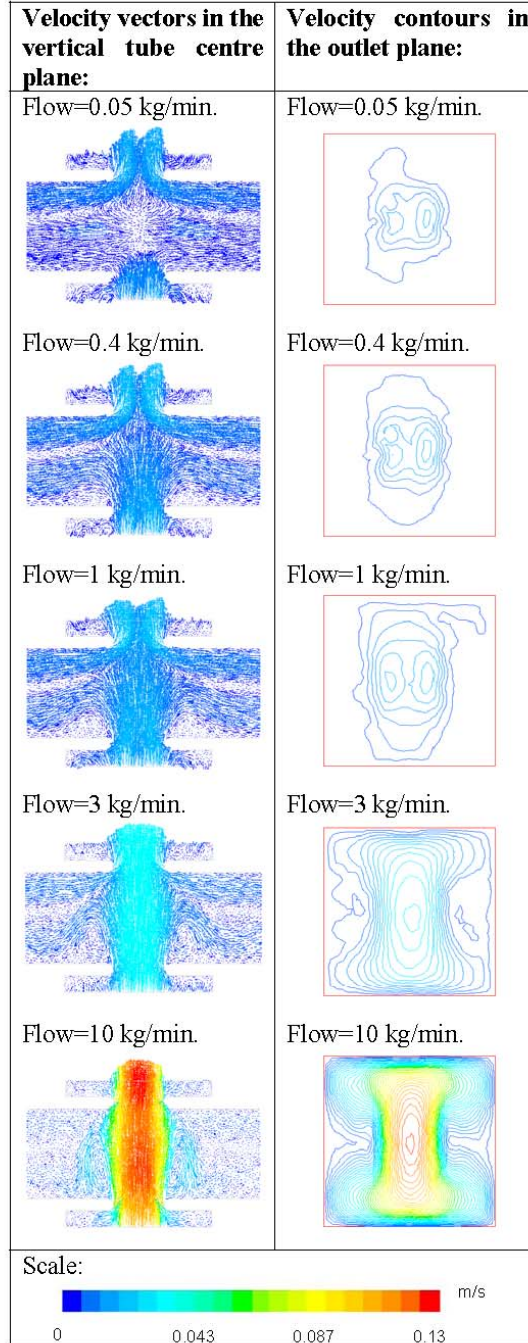 Velocity vectors in the
vertical tube centre
plane:
Velocity contours in
the outlet plane:
Flow=0.05 kg/min.
Flow=0.05 kg/min.
Flow=0.4 kg/min.
Flow=0.4 kg/min.
Flow=1 kg/min.
Flow=1 kg/min.
Flow=3 kg/min.
Flow=3 kg/min.
Flow=10 kg/min.
Flow=10 kg/min.
Scale:
m/s
0 0.043 0.087 0.13